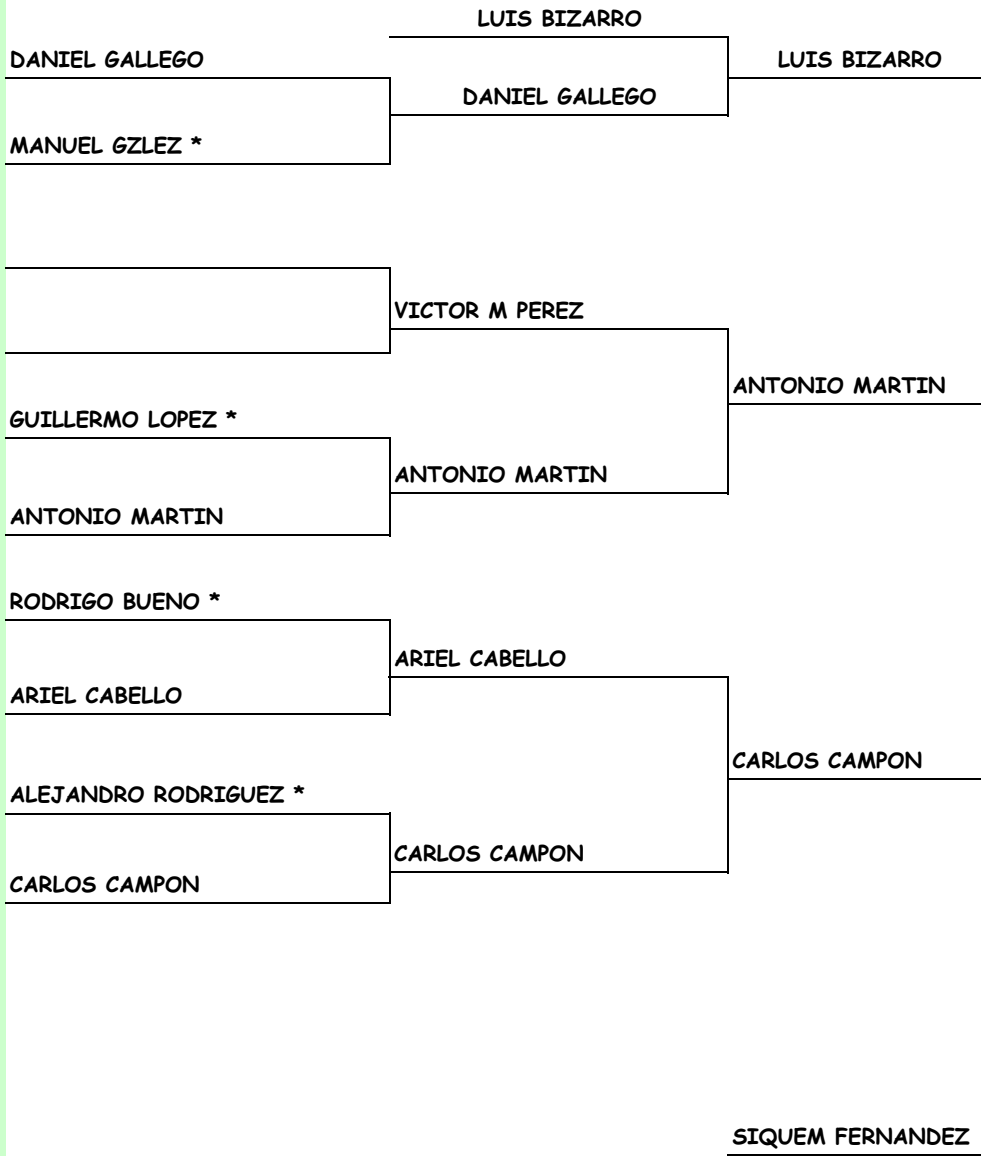 LUIS BIZARRO
DANIEL GALLEGO
LUIS BIZARRO
DANIEL GALLEGO
MANUEL GZLEZ *
VICTOR M PEREZ
ANTONIO MARTIN
GUILLERMO LOPEZ *
ANTONIO MARTIN
ANTONIO MARTIN
RODRIGO BUENO *
ARIEL CABELLO
ARIEL CABELLO
CARLOS CAMPON
ALEJANDRO RODRIGUEZ *
CARLOS CAMPON
CARLOS CAMPON
SIQUEM FERNANDEZ